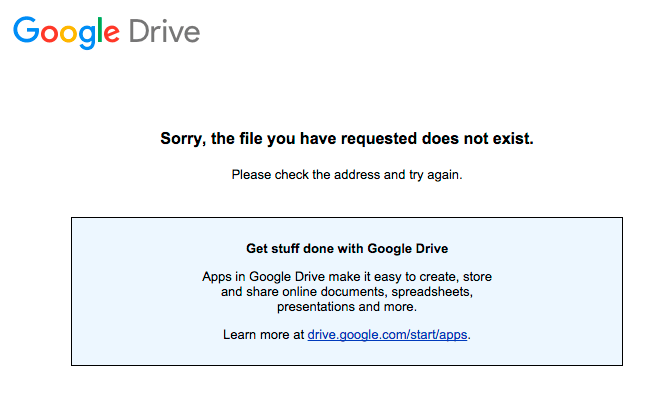 Google Drive
Sorry, the file you have requested does not exist.
Please check the address and try again.
Get stuff done with Google Drive
Apps in Google Drive make it easy to create, store
and share online documents, spreadsheets,
presentations and more.
Learn more at drive.google.com/start/apps.